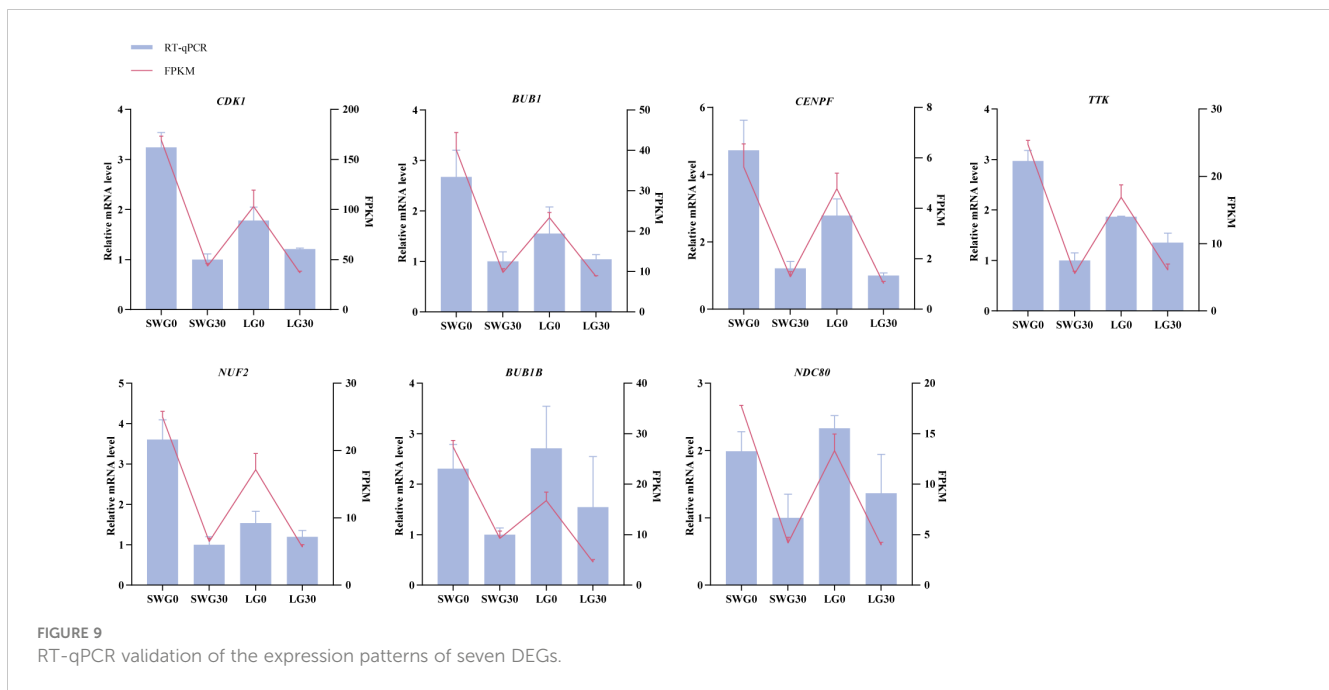 RT-qPCR
FPKM
CDK1
Relative mRNA level
4
3
2
1
0
200
150
100
50
0
FPKM
SWG0 SWG30 LG0 LG30
BUB1
Relative mRNA level
4
3
2
1
0
50
40
30
20
10
0
FPKM
SWG0 SWG30 LG0 LG30
CENPF
Relative mRNA level
6
4
2
0
8
6
4
2
0
FPKM
SWG0 SWG30 LG0 LG30
TTK
Relative mRNA level
4
3
2
1
0
30
20
10
0
FPKM
SWG0 SWG30 LG0 LG30
NUF2
Relative mRNA level
5
4
3
2
1
0
30
20
10
0
FPKM
SWG0 SWG30 LG0 LG30
BUB1B
Relative mRNA level
4
3
2
1
0
40
30
20
10
0
FPKM
SWG0 SWG30 LG0 LG30
NDC80
Relative mRNA level
3
2
1
0
20
15
10
5
0
FPKM
SWG0 SWG30 LG0 LG30
FIGURE 9
RT-qPCR validation of the expression patterns of seven DEGs.